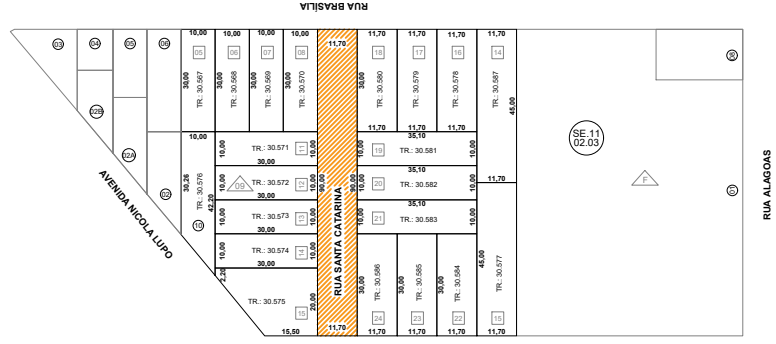 RUA BRASÍLIA
10,00 10,00 10,00 10,00 11,70 11,70 11,70 11,70 11,70
03 04 05 06 05 06 07 08 18 17 16 14 08
30,00 TR.: 30.567
30,00 TR.: 30.568
30,00 TR.: 30.569
30,00 TR.: 30.570
30,00 TR.: 30.580
30,00 TR.: 30.579
30,00 TR.: 30.578
TR.: 30.587
45,00
02B
02A
02
10,00
11,70 11,70 11,70
35,10
10,00 TR.: 30.571 11 10,00
30,00
10,00 19 TR.: 30.581
35,10
30,26 TR.: 30.576
10
42,20
10,00 09 TR.: 30.572 12 10,00
30,00
90,00
90,00
10,00 20 TR.: 30.582
35,10
11,70
10,00 TR.: 30.573 13 10,00
10,00 21 TR.: 30.583
10,00 TR.: 30.574 14 10,00
30,00
2,20
TR.: 30.575
15
20,00
15,50
RUA SANTA CATARINA
11,70
30,00 TR.: 30.586
24
11,70
30,00 TR.: 30.585
23
11,70
30,00 TR.: 30.584
22
11,70
45,00
TR.: 30.577
15
11,70
SE.11
02.03
F
01
AVENIDA NICOLA LUPO
RUA ALAGOAS